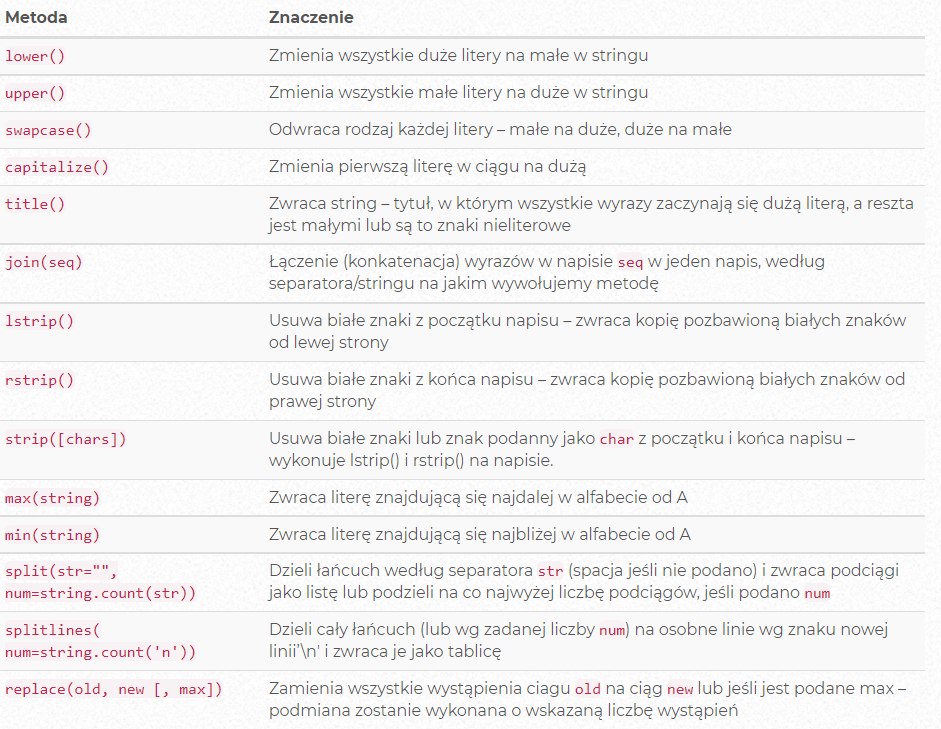 Metoda Znaczenie
lower() Zmienia wszystkie duże litery na małe w stringu
upper() Zmienia wszystkie małe litery na duże w stringu
swapcase() Odwraca rodzaj każdej litery – małe na duże, duże na małe
capitalize() Zmienia pierwszą literę w ciągu na dużą
title() Zwraca string – tytuł, w którym wszystkie wyrazy zaczynają się dużą literą, a reszta
jest małymi lub są to znaki nieliterowe
join(seq) Łączenie (konkatenacja) wyrazów w napisie seq w jeden napis, według
separatora/stringu na jakim wywołujemy metodę
lstrip() Usuwa białe znaki z początku napisu – zwraca kopię pozbawioną białych znaków
od lewej strony
rstrip() Usuwa białe znaki z końca napisu – zwraca kopię pozbawioną białych znaków od
prawej strony
strip([chars]) Usuwa białe znaki lub znak podanny jako char z początku i końca napisu –
wykonuje lstrip() i rstrip() na napisie.
max(string) Zwraca literę znajdującą się najdalej w alfabecie od A
min(string) Zwraca literę znajdującą się najbliżej w alfabecie od A
split(str="", Dzieli łańcuch według separatora str (spacja jeśli nie podano) i zwraca podciągi
num=string.count(str)) jako listę lub podzieli na co najwyżej liczbę podciągów, jeśli podano num
splitlines( Dzieli cały łańcuch (lub wg zadanej liczby num) na osobne linie wg znaku nowej
num=string.count('n')) linii'\n' i zwraca je jako tablicę
replace(old, new [, max]) Zamienia wszystkie wystąpienia ciagu old na ciąg new lub jeśli jest podane max –
podmiana zostanie wykonana o wskazaną liczbę wystąpień